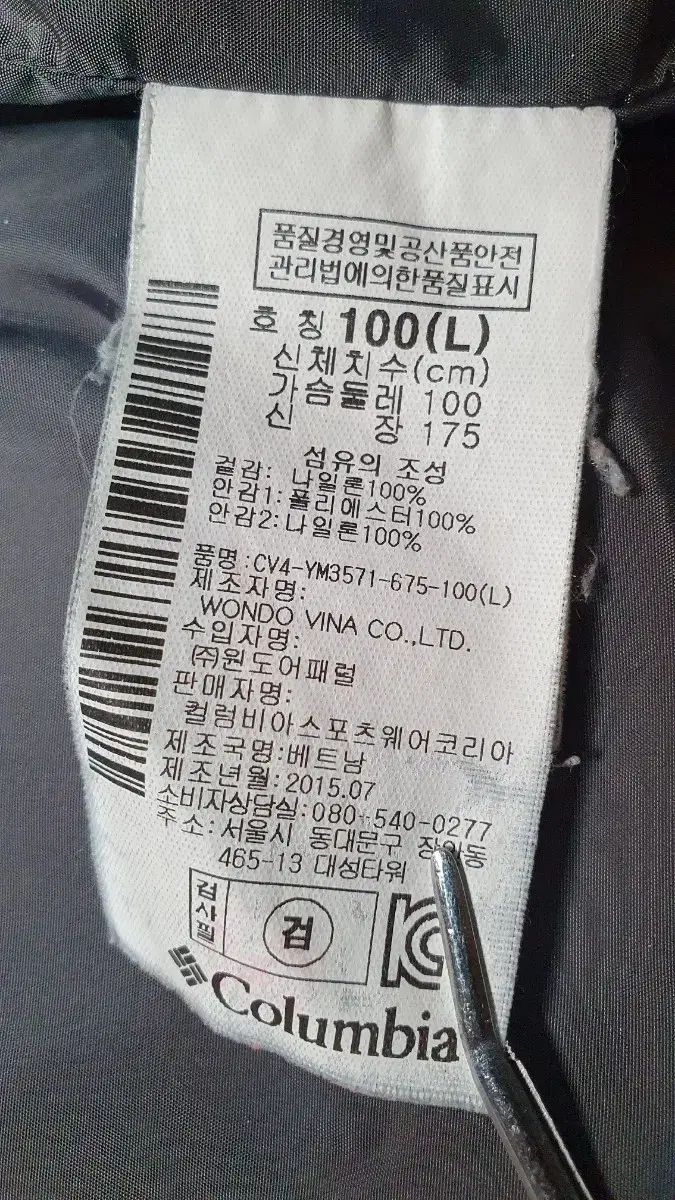 품질경영및공산품안전
관리법에의한품질표시
호 칭 100(L)
신체치수(cm)
가슴둘레 100
신 장 175
섬유의 조성
겉감: 나일론100%
안감1:폴리에스터100%
안감2:나일론100%
품명:CV4-YM3571-675-100(L)
제조자명:
WONDO VINA CO.,LTD.
수입자명:
(주)원도어패럴
판매자명:
컬럼비아스포츠웨어코리아
제조국명:베트남
제조년월:2015.07
소비자상담실:080-540-0277
주소:서울시 동대문구
465-13 대성타워
검사필
검
Columbia